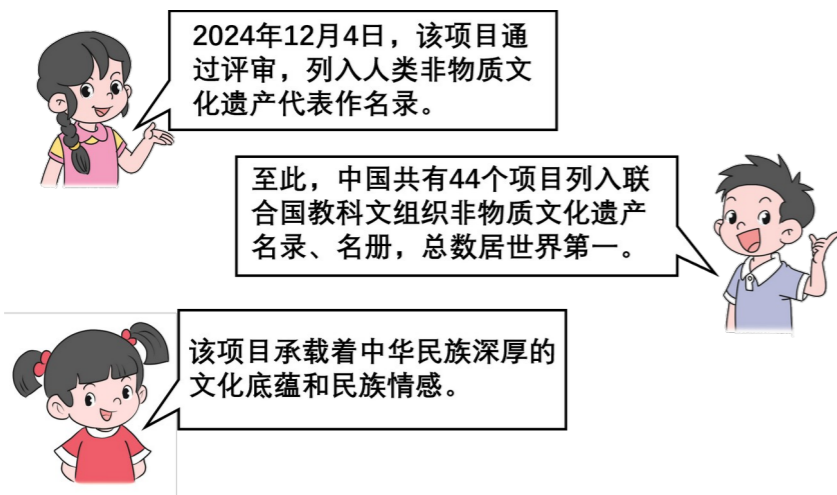 2024年12月4日，该项目通
过评审，列入人类非物质文
化遗产代表作名录。
至此，中国共有44个项目列入联
合国教科文组织非物质文化遗产
名录、名册，总数居世界第一。
该项目承载着中华民族深厚的
文化底蕴和民族情感。